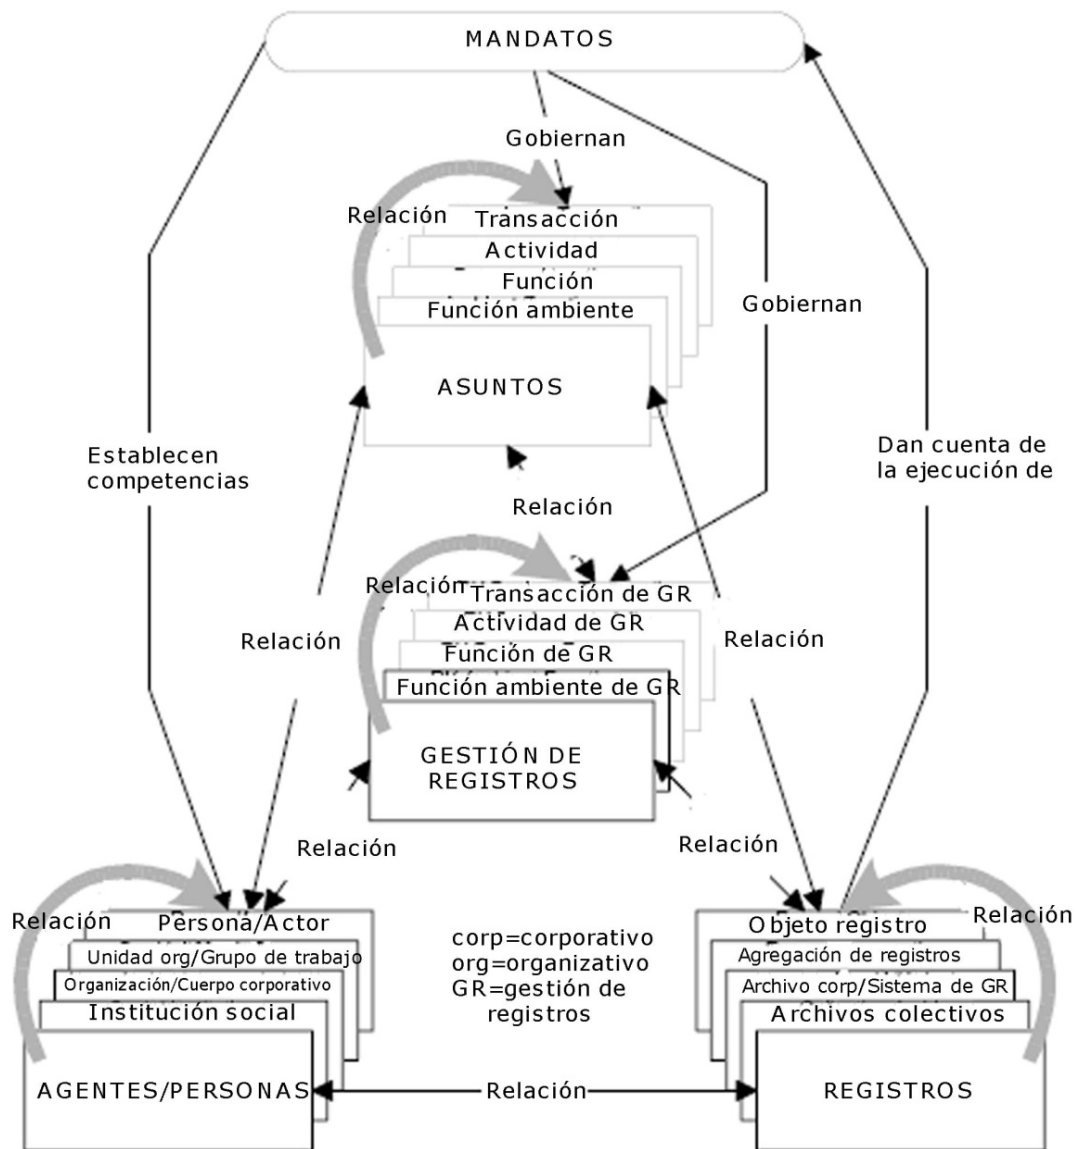 MANDATOS
Gobiernan
Relación
Transacción
Actividad
Función
Función ambiente
Gobiernan
ASUNTOS
Establecen
competencias
Dan cuenta de
la ejecución de
Relación
Relación
Transacción de GR
Actividad de GR
Función de GR
Función ambiente de GR
Relación
Relación
GESTIÓN DE
REGISTROS
Relación
Relación
Relación
Persona/Actor
Unidad org/Grupo de trabajo
Organización/Cuerpo corporativo
Institución social
AGENTES/PERSONAS
corp=corporativo
org=organizativo
GR=gestión de
registros
Relación
Objeto registro
Agregación de registros
Archivo corp/Sistema de GR
Archivos colectivos
REGISTROS
Relación